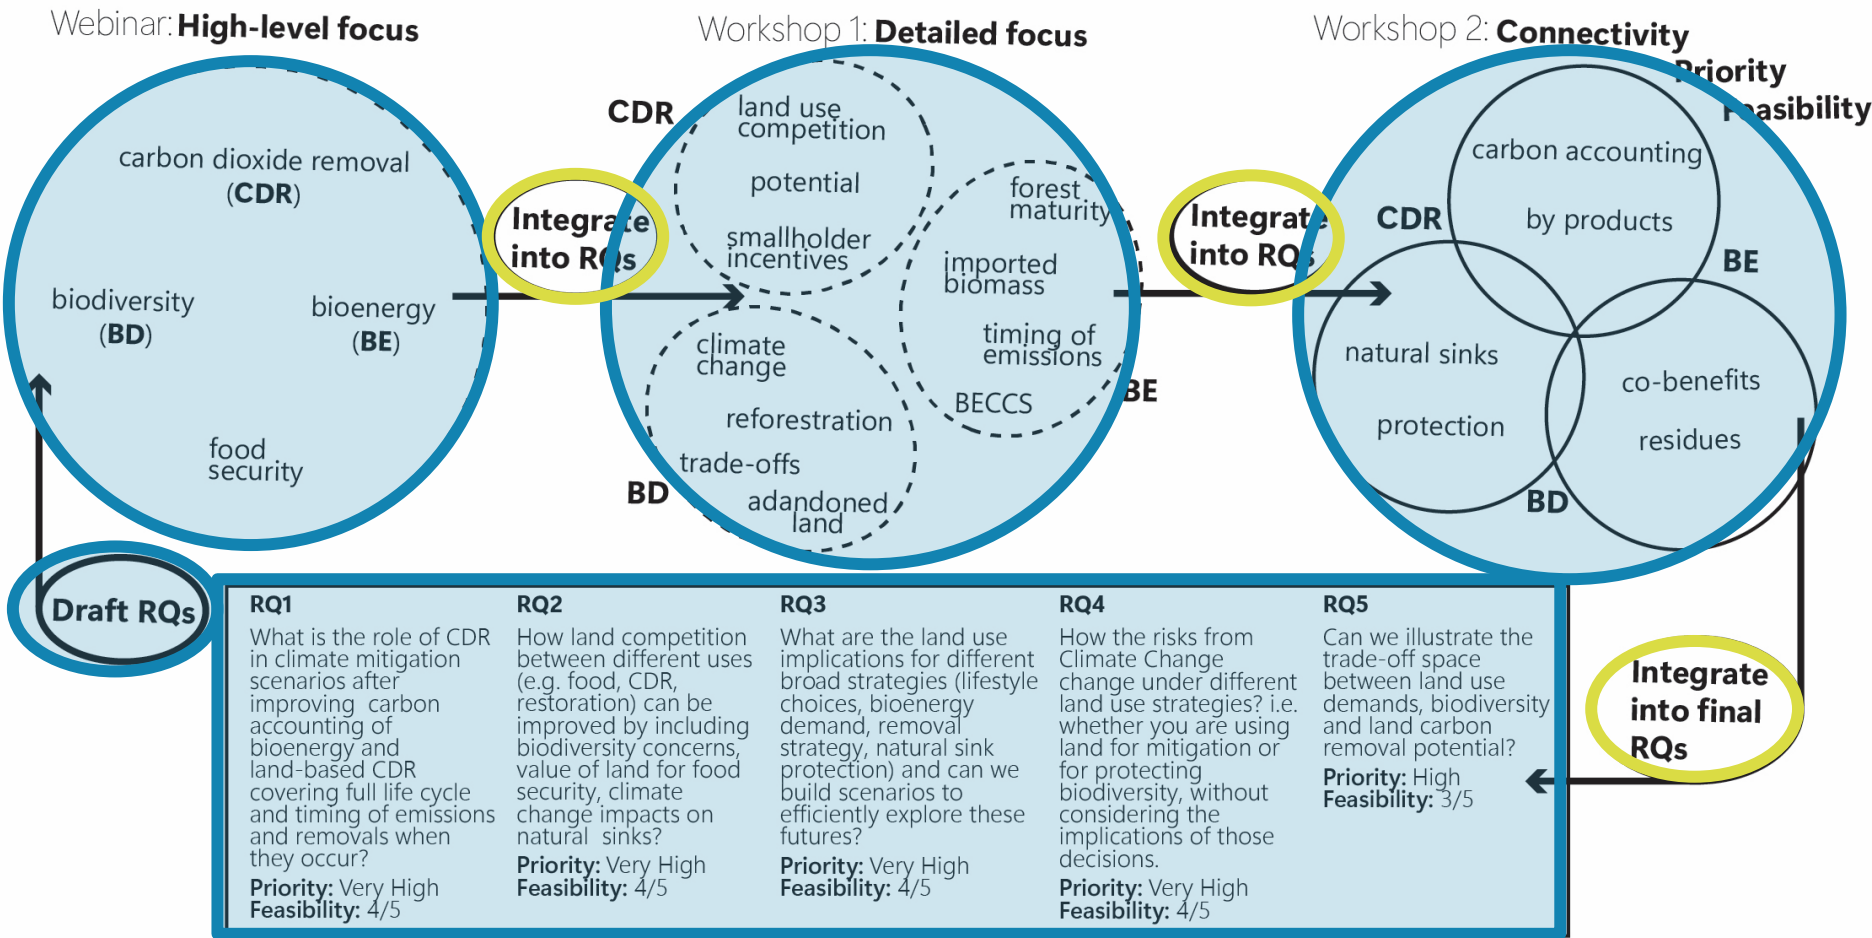 Webinar: High-level focus
carbon dioxide removal
(CDR)
biodiversity
(BD)
bioenergy
(BE)
food
security
Draft RQs
Integrate
into RQs
Workshop 1: Detailed focus
CDR
land use
competition
potential
smallholder
incentives
forest
maturity
imported
biomass
timing of
emissions
BECCS
BE
climate
change
reforestration
trade-offs
adandoned
land
BD
Integrate
into RQs
Workshop 2: Connectivity
Priority
Feasibility
carbon accounting
by products
CDR
BE
natural sinks
protection
co-benefits
residues
BD
Integrate
into final
RQs
RQ1
What is the role of CDR
in climate mitigation
scenarios after
improving carbon
accounting of
bioenergy and
land-based CDR
covering full life cycle
and timing of emissions
and removals when
they occur?
Priority: Very High
Feasibility: 4/5
RQ2
How land competition
between different uses
(e.g. food, CDR,
restoration) can be
improved by including
biodiversity concerns,
value of land for food
security, climate
change impacts on
natural sinks?
Priority: Very High
Feasibility: 4/5
RQ3
What are the land use
implications for different
broad strategies (lifestyle
choices, bioenergy
demand, removal
strategy, natural sink
protection) and can we
build scenarios to
efficiently explore these
futures?
Priority: Very High
Feasibility: 4/5
RQ4
How the risks from
Climate Change
change under different
land use strategies? i.e.
whether you are using
land for mitigation or
for protecting
biodiversity, without
considering the
implications of those
decisions.
Priority: Very High
Feasibility: 4/5
RQ5
Can we illustrate the
trade-off space
between land use
demands, biodiversity
and land carbon
removal potential?
Priority: High
Feasibility: 3/5